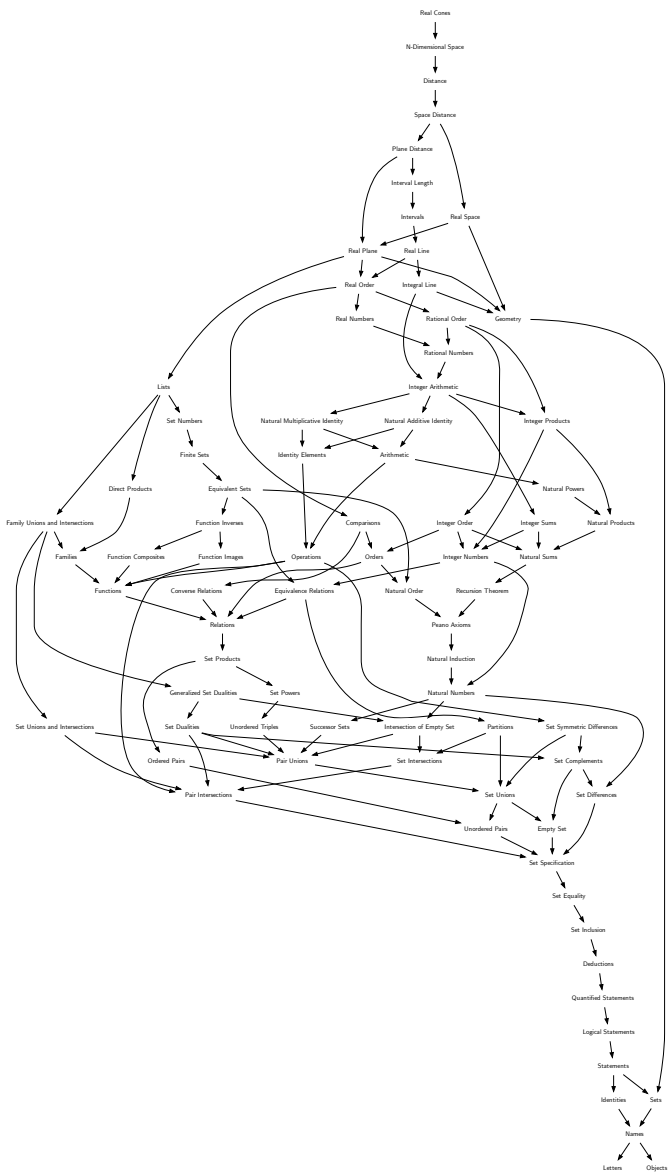 Real Cones
N-Dimensional Space
Distance
Space Distance
Plane Distance
Interval Length
Intervals
Real Space
Real Plane
Real Line
Real Order
Integral Line
Real Numbers
Rational Order
Geometry
Rational Numbers
Lists
Integer Arithmetic
Set Numbers
Natural Multiplicative Identity
Natural Additive Identity
Integer Products
Finite Sets
Identity Elements
Arithmetic
Direct Products
Equivalent Sets
Natural Powers
Family Unions and Intersections
Function Inverses
Comparisons
Integer Order
Integer Sums
Natural Products
Families
Function Composites
Function Images
Operations
Orders
Integer Numbers
Natural Sums
Functions
Converse Relations
Equivalence Relations
Natural Order
Recursion Theorem
Relations
Peano Axioms
Set Products
Natural Induction
Generalized Set Dualities
Set Powers
Natural Numbers
Set Unions and Intersections
Set Dualities
Unordered Triples
Successor Sets
Intersection of Empty Set
Partitions
Set Symmetric Differences
Ordered Pairs
Pair Unions
Set Intersections
Set Complements
Pair Intersections
Set Unions
Set Differences
Unordered Pairs
Empty Set
Set Specification
Set Equality
Set Inclusion
Deductions
Quantified Statements
Logical Statements
Statements
Identities
Sets
Names
Letters
Objects